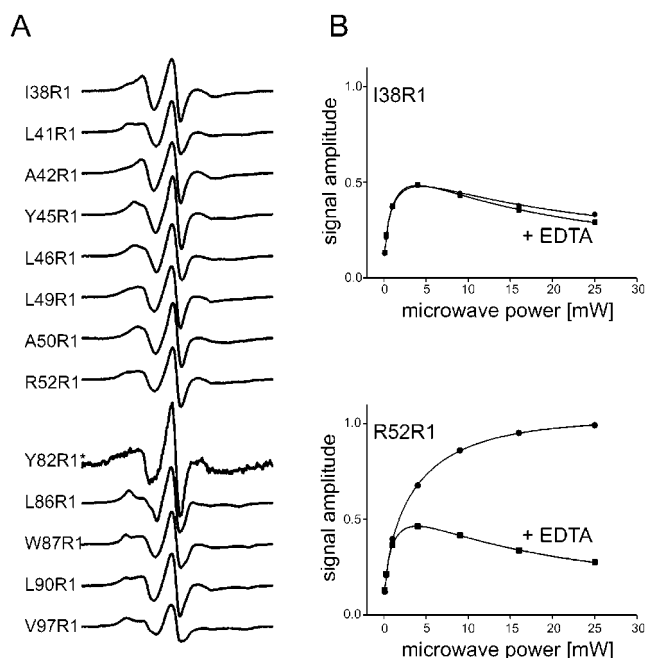 A
I38R1
L41R1
A42R1
Y45R1
L46R1
L49R1
A50R1
R52R1
Y82R1*
L86R1
W87R1
L90R1
V97R1
B
1.0
I38R1
signal amplitude
0.5
+ EDTA
0.0
0 5 10 15 20 25 30
microwave power [mW]
1.0
R52R1
signal amplitude
0.5
+ EDTA
0.0
0 5 10 15 20 25 30
microwave power [mW]